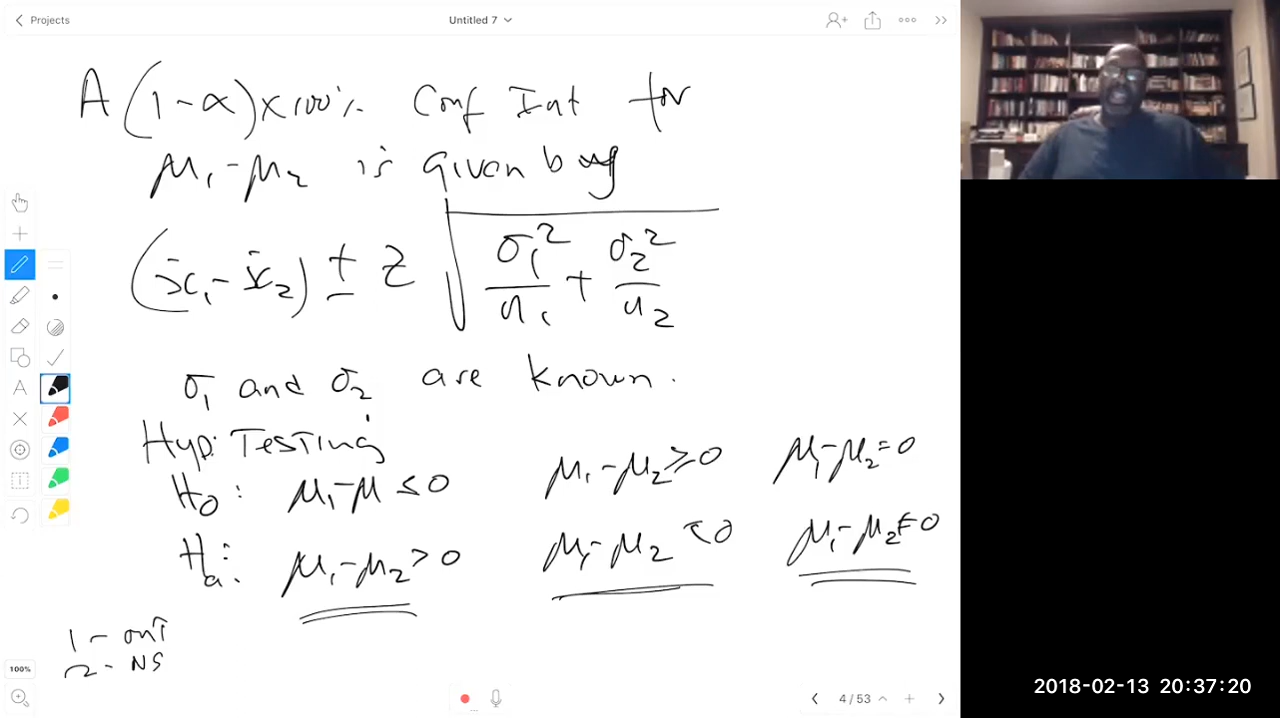 Projects
Untitled 7
A (1-α)×100% Conf Int for
μ₁-μ₂ is given by
(x̄₁-x̄₂) ± z √(σ₁²/n₁ + σ₂²/n₂)
σ₁ and σ₂ are known.
Hyp: Testing
H₀: μ₁-μ ≤ 0 μ₁-μ₂ ≥ 0 μ₁-μ₂ = 0
Hₐ: μ₁-μ₂ > 0 μ₁-μ₂ < 0 μ₁-μ₂ ≠ 0
1 - ont
2 - NS
100%
4/53
2018-02-13 20:37:20